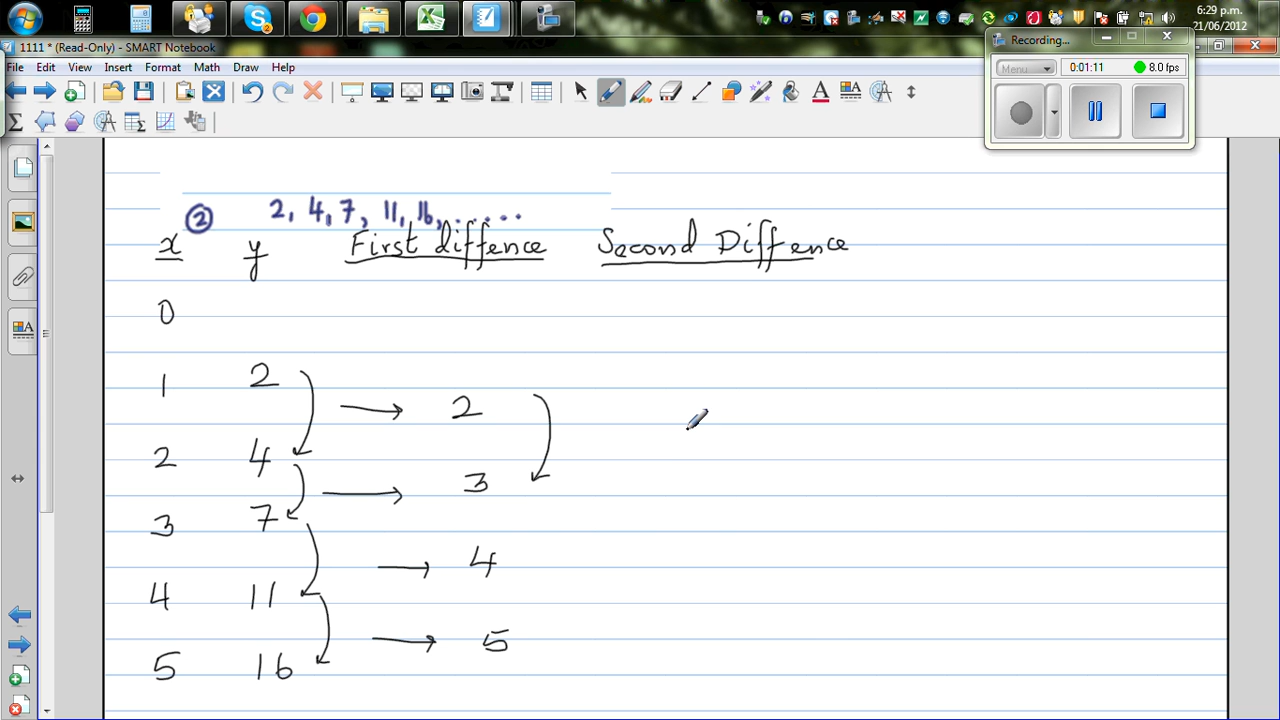 6:29 p.m.
21/06/2012
1111 * (Read-Only) - SMART Notebook
Recording...
File Edit View Insert Format Math Draw Help
Menu 0:01:11 8.0 fps
② 2, 4, 7, 11, 16, .....
x y First diffence Second Diffence
0
1 2
→ 2
2 4
→ 3
3 7
→ 4
4 11
→ 5
5 16